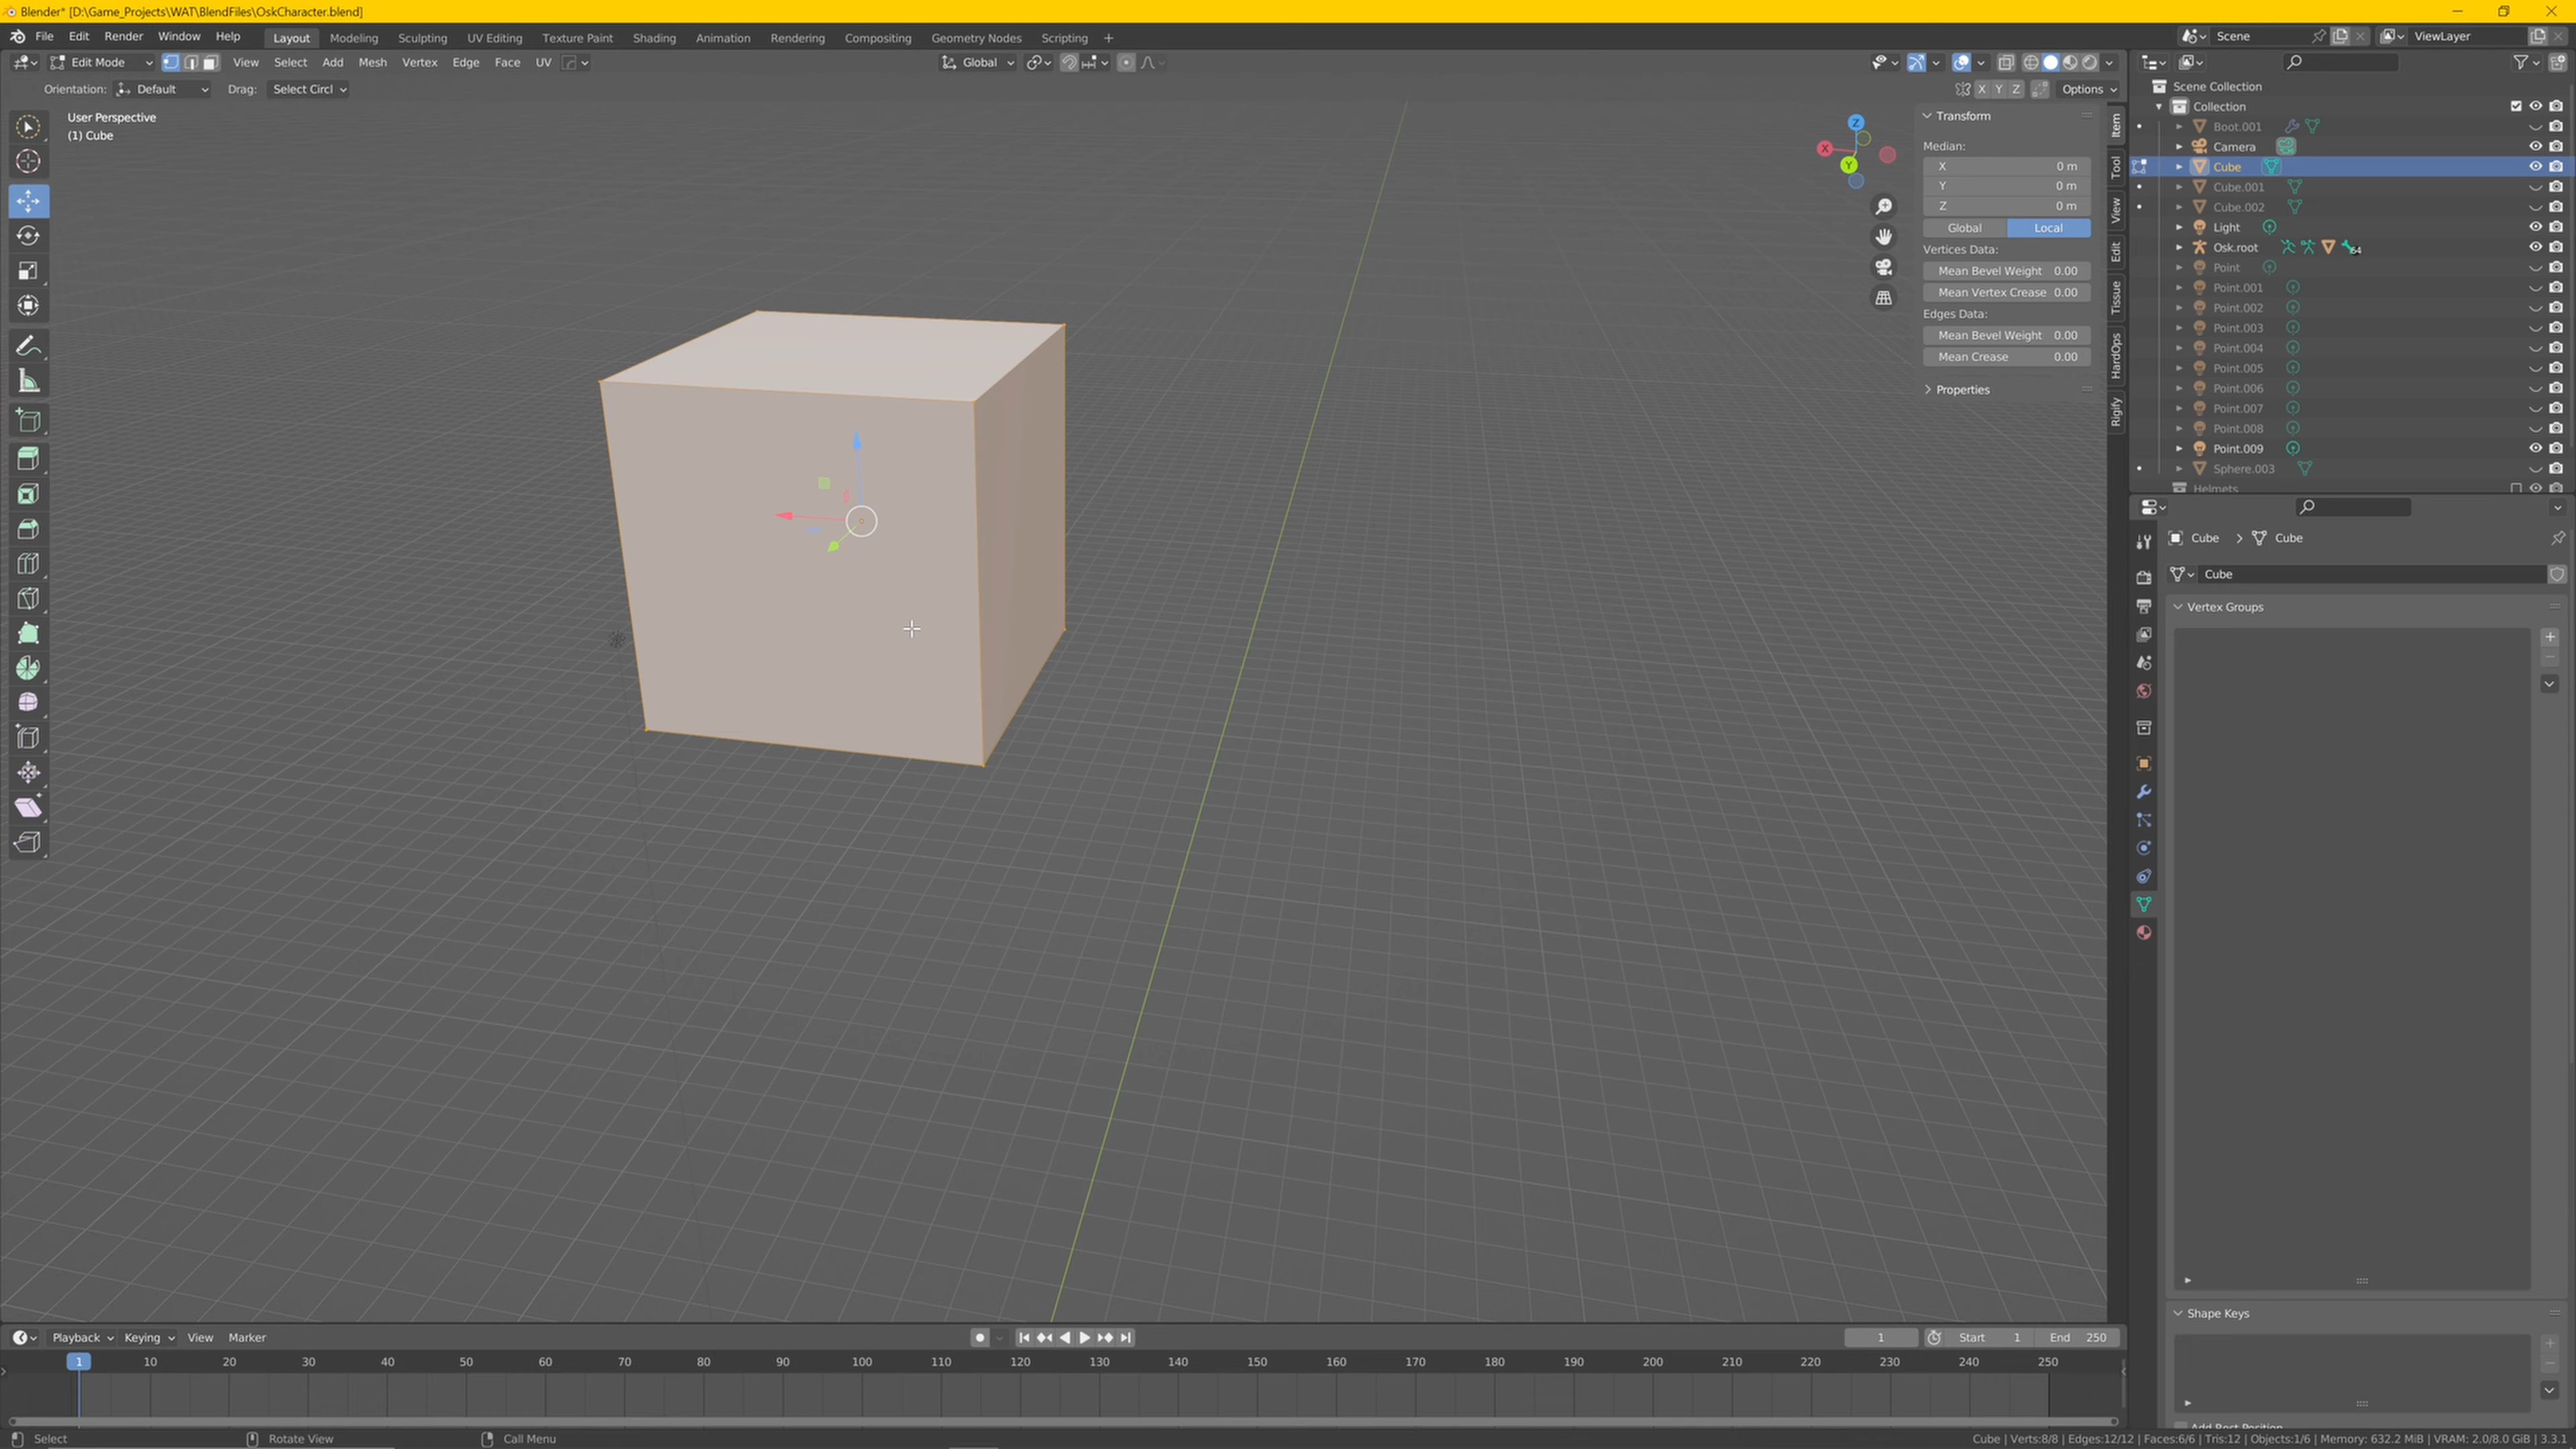 Blender* [D:\Game_Projects\WAT\BlendFiles\OskCharacter.blend]
File Edit Render Window Help Layout Modeling Sculpting UV Editing Texture Paint Shading Animation Rendering Compositing Geometry Nodes Scripting + Scene ViewLayer
Edit Mode View Select Add Mesh Vertex Edge Face UV Global
Orientation: Default Drag: Select Circl X Y Z Options
User Perspective
(1) Cube
Z
X
Y
Transform
Median:
X 0 m
Y 0 m
Z 0 m
Global Local
Vertices Data:
Mean Bevel Weight 0.00
Mean Vertex Crease 0.00
Edges Data:
Mean Bevel Weight 0.00
Mean Crease 0.00
Properties
Item
Tool
View
Edit
Tissue
HardOps
Rigify
Scene Collection
Collection
Boot.001
Camera
Cube
Cube.001
Cube.002
Light
Osk.root 64
Point
Point.001
Point.002
Point.003
Point.004
Point.005
Point.006
Point.007
Point.008
Point.009
Sphere.003
Helmets
Cube > Cube
Cube
Vertex Groups
Shape Keys
Add Rest Position
Playback Keying View Marker 1 Start 1 End 250
1 10 20 30 40 50 60 70 80 90 100 110 120 130 140 150 160 170 180 190 200 210 220 230 240 250
Select Rotate View Call Menu
Cube | Verts:8/8 | Edges:12/12 | Faces:6/6 | Tris:12 | Objects:1/6 | Memory: 632.2 MiB | VRAM: 2.0/8.0 GiB | 3.3.1